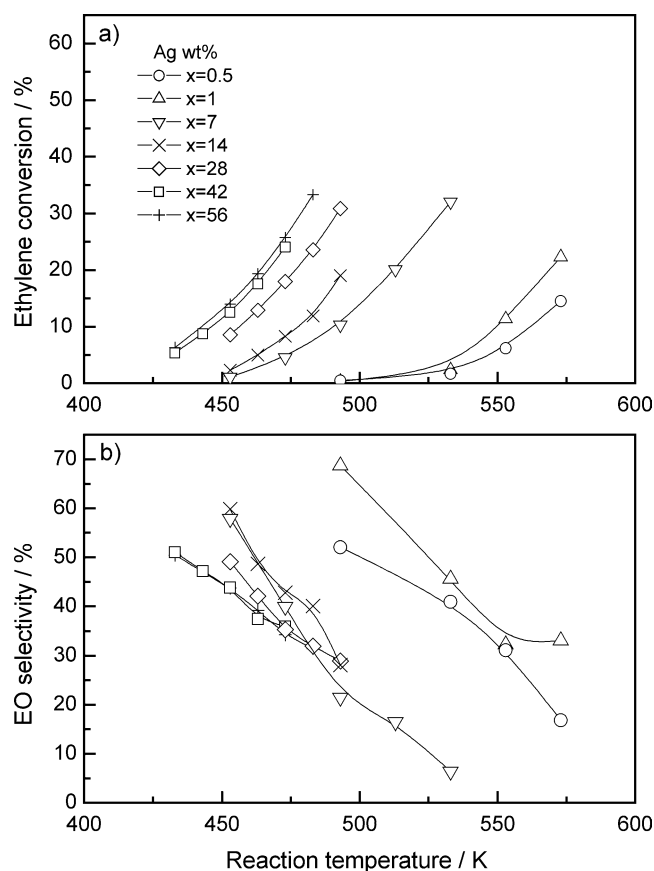 a)
60
50
40
30
20
10
0
Ethylene conversion / %
Ag wt%
x=0.5
x=1
x=7
x=14
x=28
x=42
x=56
400 450 500 550 600
b)
70
60
50
40
30
20
10
0
EO selectivity / %
400 450 500 550 600
Reaction temperature / K